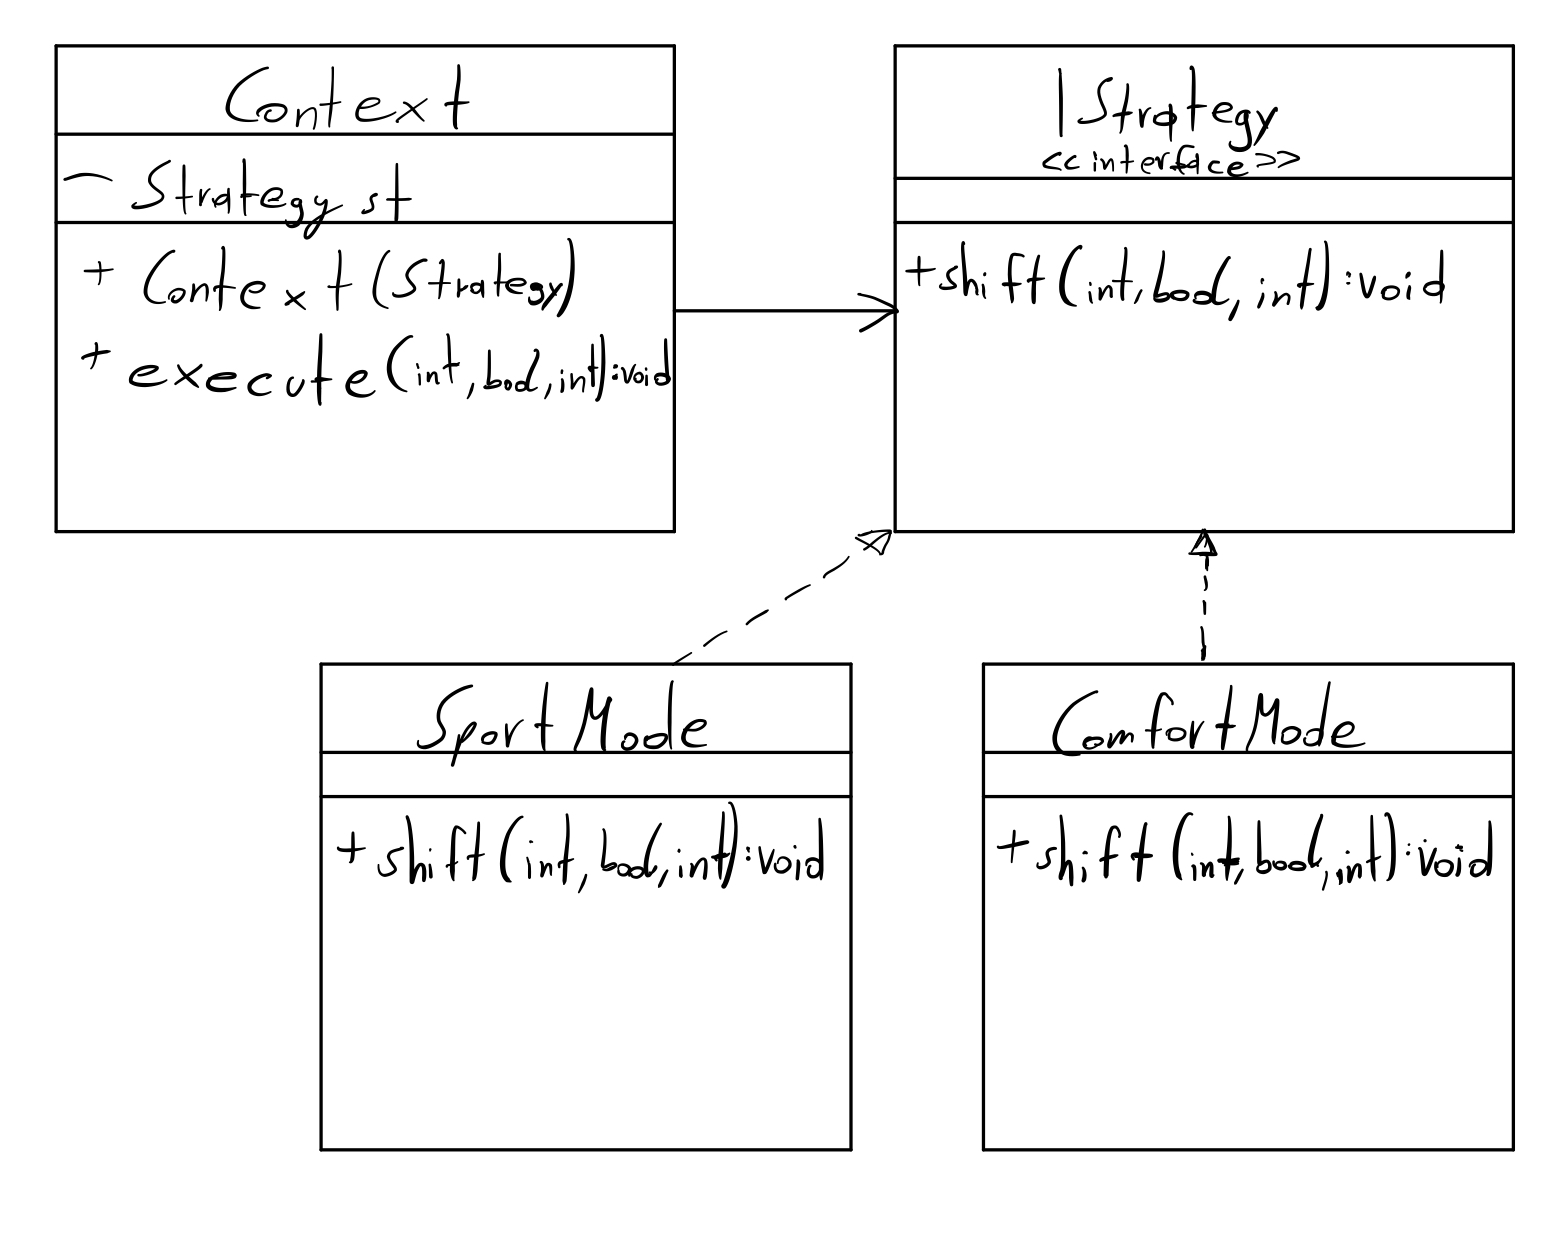 Context
- Strategy st
+ Context (Strategy)
+ execute (int, bool, int) : void
IStrategy
<<interface>>
+ shift (int, bool, int) : void
SportMode
+ shift (int, bool, int) : void
ComfortMode
+ shift (int, bool, int) : void